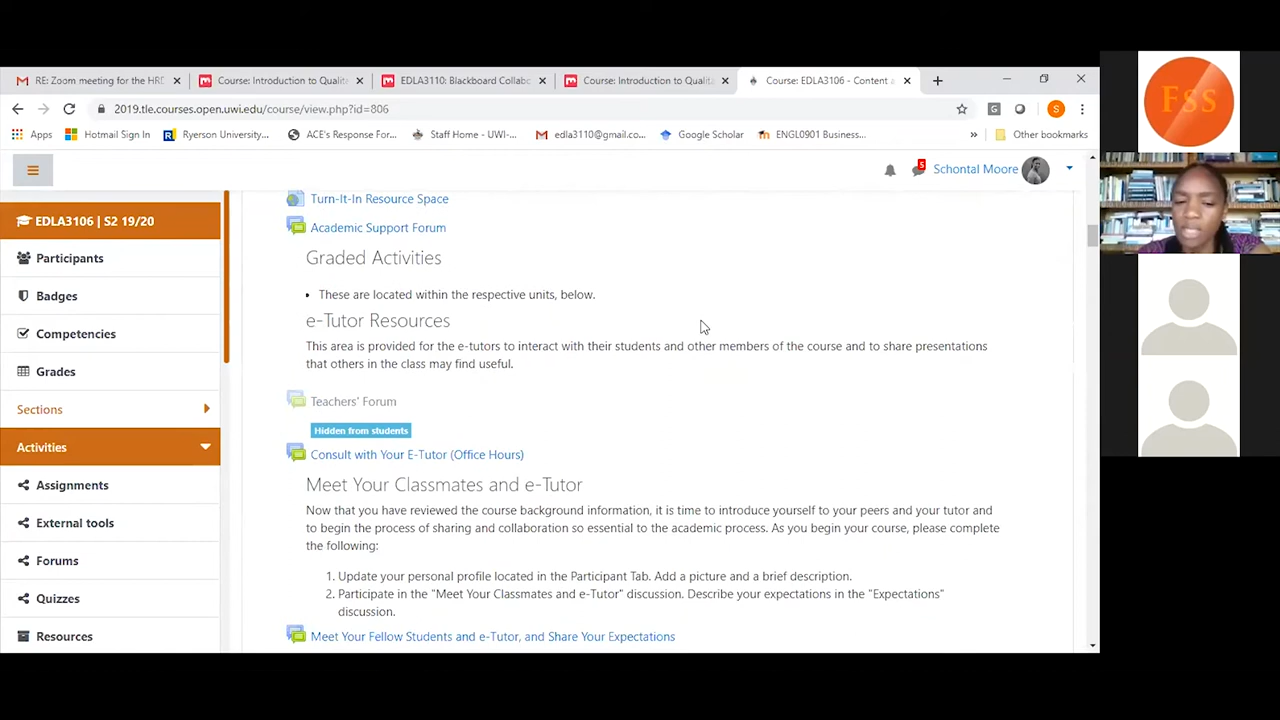 RE: Zoom meeting for the HRD
Course: Introduction to Qualita
EDLA3110: Blackboard Collabo
Course: Introduction to Qualita
Course: EDLA3106 - Content a
2019.tle.courses.open.uwi.edu/course/view.php?id=806
S
Apps
Hotmail Sign In
Ryerson University...
ACE's Response For...
Staff Home - UWI-...
edla3110@gmail.co...
Google Scholar
ENGL0901 Business...
»
Other bookmarks
5
Schontal Moore
FSS
EDLA3106 | S2 19/20
Participants
Badges
Competencies
Grades
Sections
Activities
Assignments
External tools
Forums
Quizzes
Resources
Turn-It-In Resource Space
Academic Support Forum
Graded Activities
• These are located within the respective units, below.
e-Tutor Resources
This area is provided for the e-tutors to interact with their students and other members of the course and to share presentations
that others in the class may find useful.
Teachers' Forum
Hidden from students
Consult with Your E-Tutor (Office Hours)
Meet Your Classmates and e-Tutor
Now that you have reviewed the course background information, it is time to introduce yourself to your peers and your tutor and
to begin the process of sharing and collaboration so essential to the academic process. As you begin your course, please complete
the following:
1. Update your personal profile located in the Participant Tab. Add a picture and a brief description.
2. Participate in the "Meet Your Classmates and e-Tutor" discussion. Describe your expectations in the "Expectations"
discussion.
Meet Your Fellow Students and e-Tutor, and Share Your Expectations